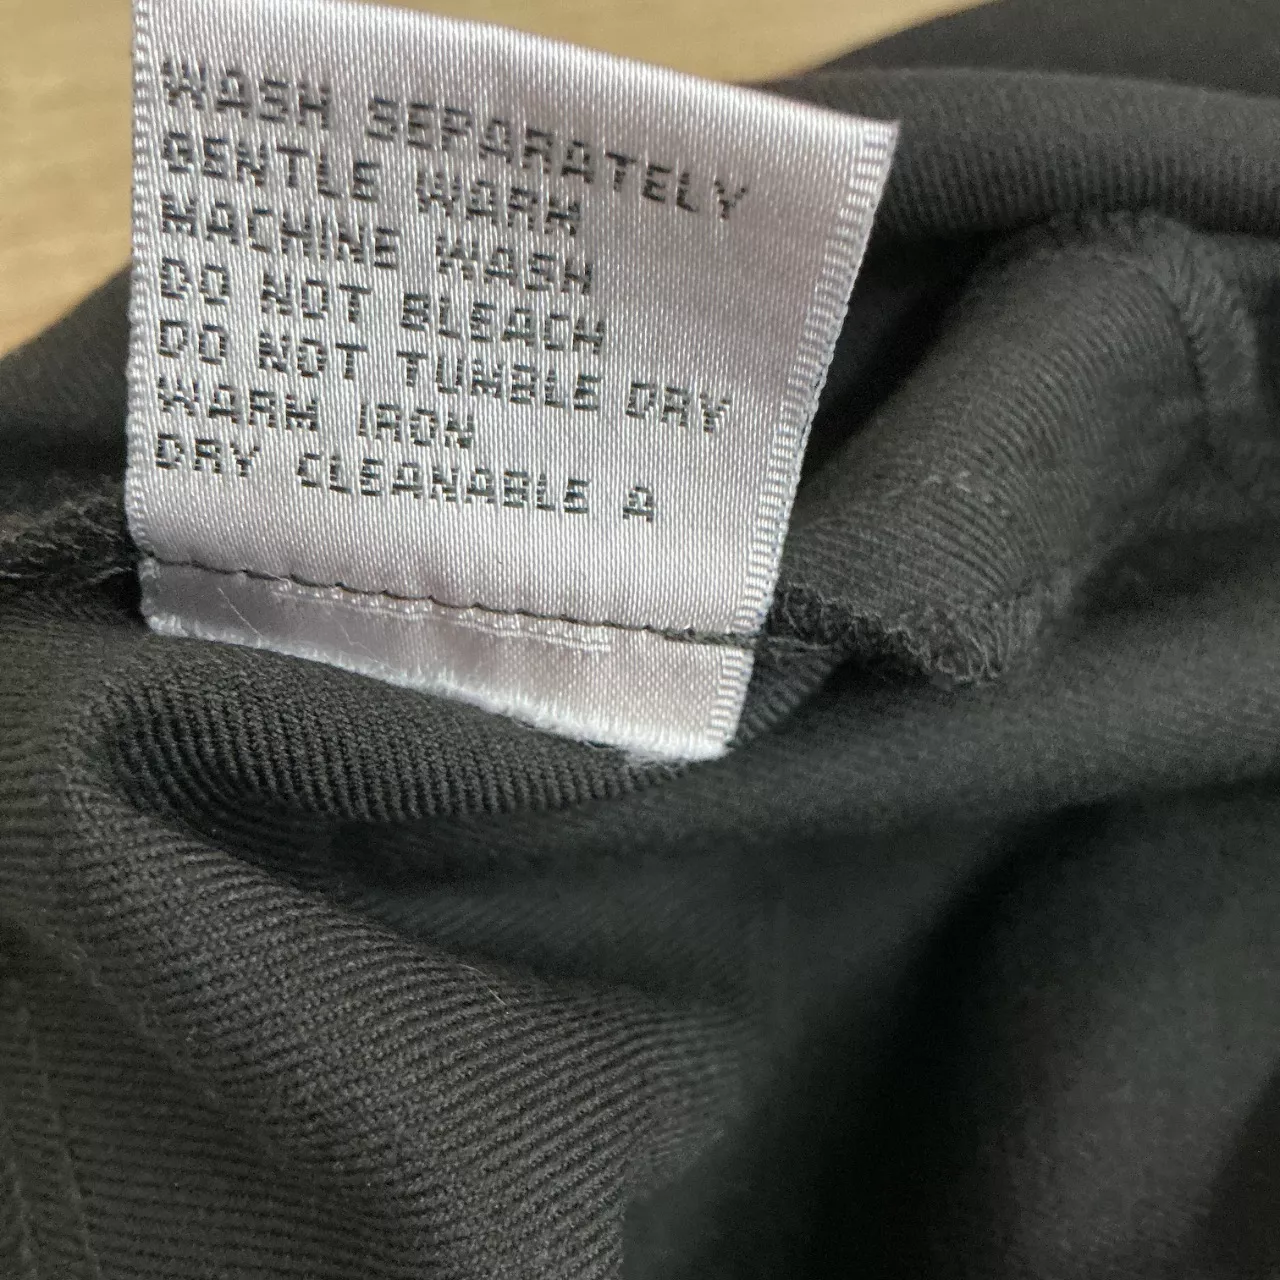 WASH SEPARATELY
GENTLE WARM
MACHINE WASH
DO NOT BLEACH
DO NOT TUMBLE DRY
WARM IRON
DRY CLEANABLE A